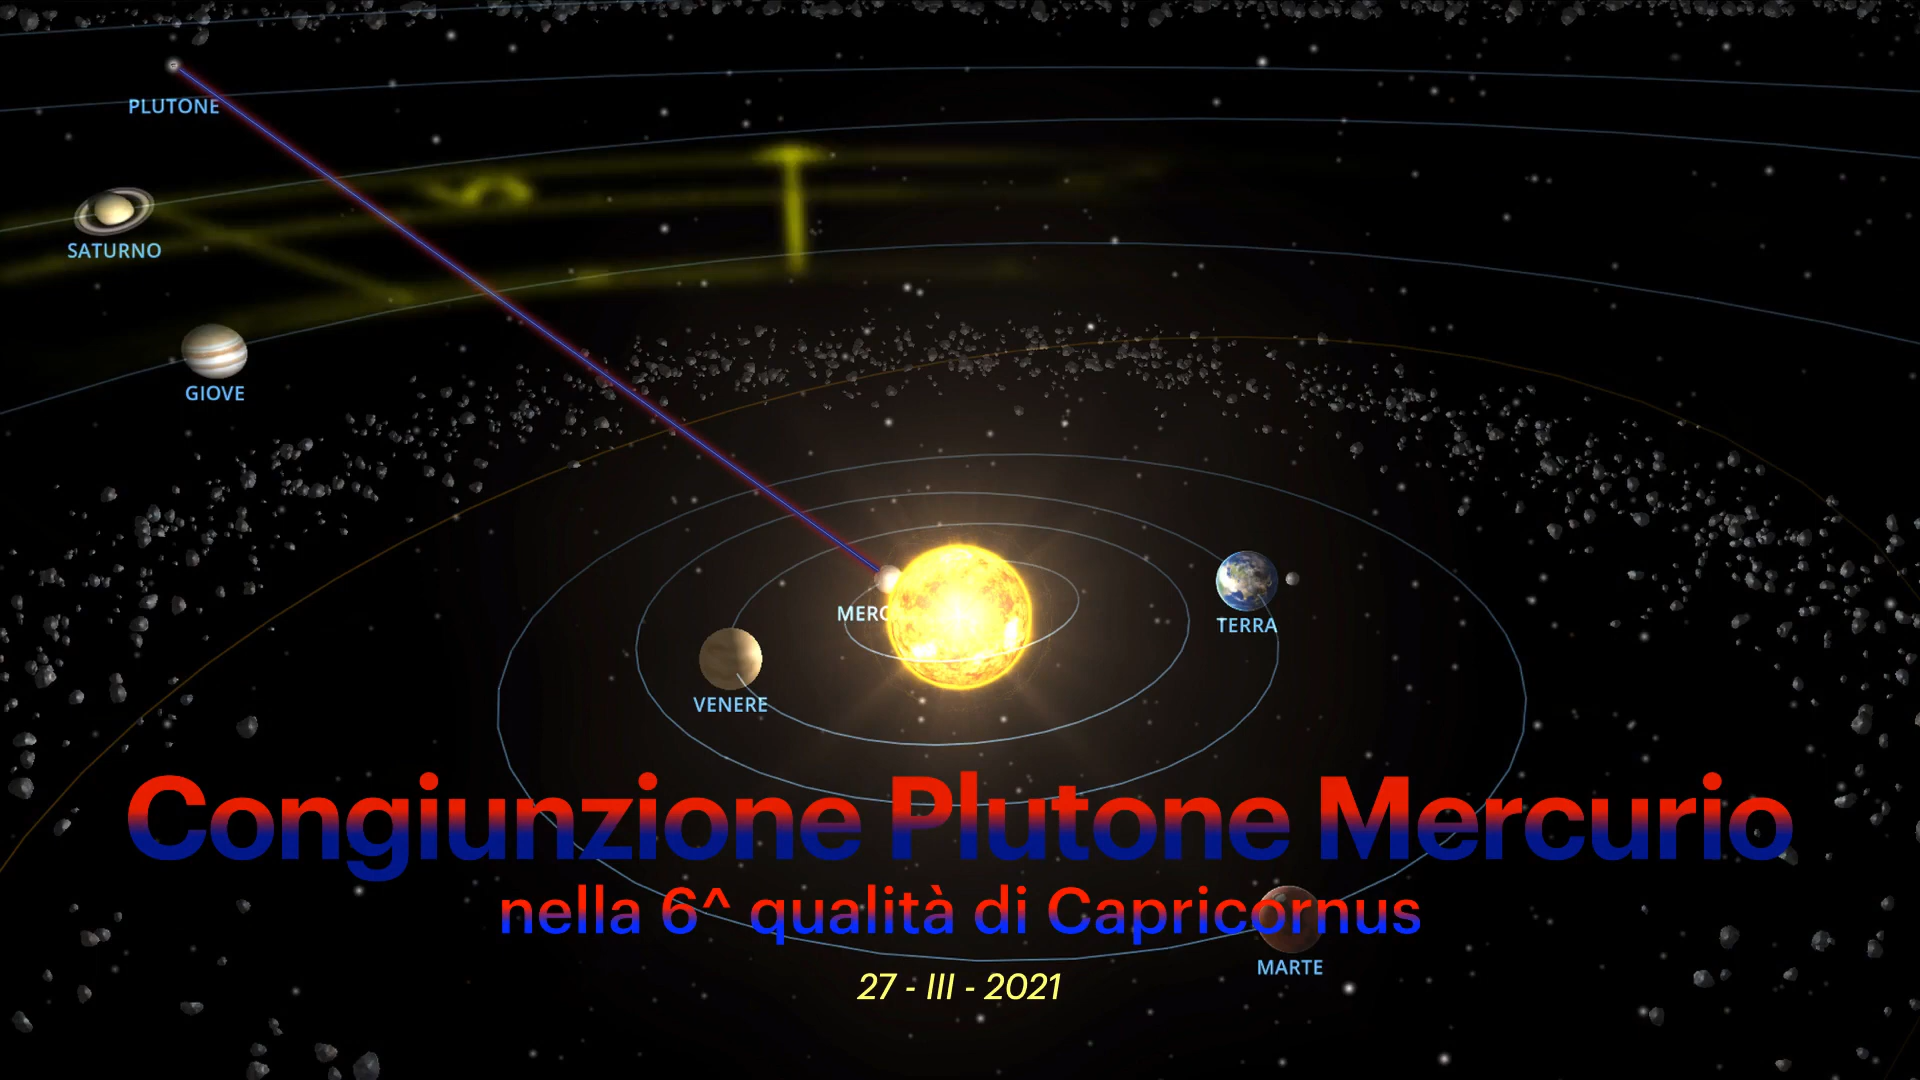 PLUTONE
SATURNO
GIOVE
MERC
TERRA
VENERE
Congiunzione Plutone Mercurio
nella 6^ qualità di Capricornus
MARTE
27 - III - 2021